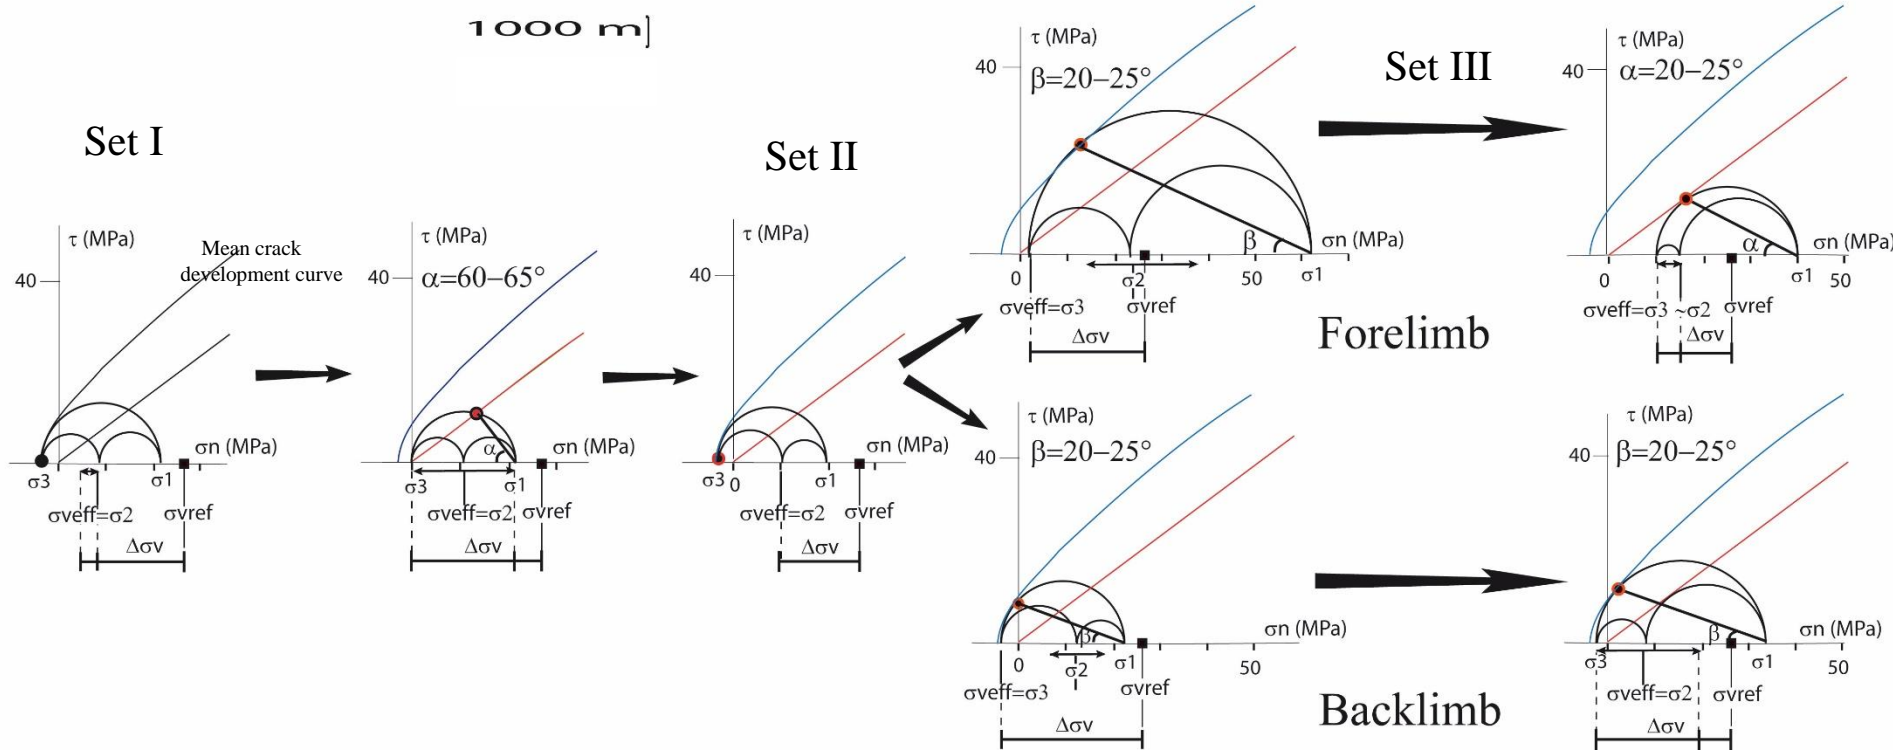 1000 m]
Set I
τ (MPa)
Mean crack
development curve
40
σn (MPa)
σ3
σ1
σveff=σ2
σvref
Δσv
τ (MPa)
40
α=60–65°
α
σn (MPa)
σ3
σ1
σveff=σ2
σvref
Δσv
Set II
τ (MPa)
40
σn (MPa)
σ3
0
σ1
σveff=σ2
σvref
Δσv
τ (MPa)
40
β=20–25°
β
σn (MPa)
0
σ2
50
σ1
σveff=σ3
σvref
Δσv
Forelimb
Set III
τ (MPa)
40
α=20–25°
α
σn (MPa)
0
σ1
50
σveff=σ3 ~σ2
σvref
Δσv
τ (MPa)
β=20–25°
40
β
σn (MPa)
0
σ2
σ1
50
σveff=σ3
σvref
Δσv
Backlimb
τ (MPa)
β=20–25°
40
β
σn (MPa)
σ3
σ1
50
σveff=σ2
σvref
Δσv